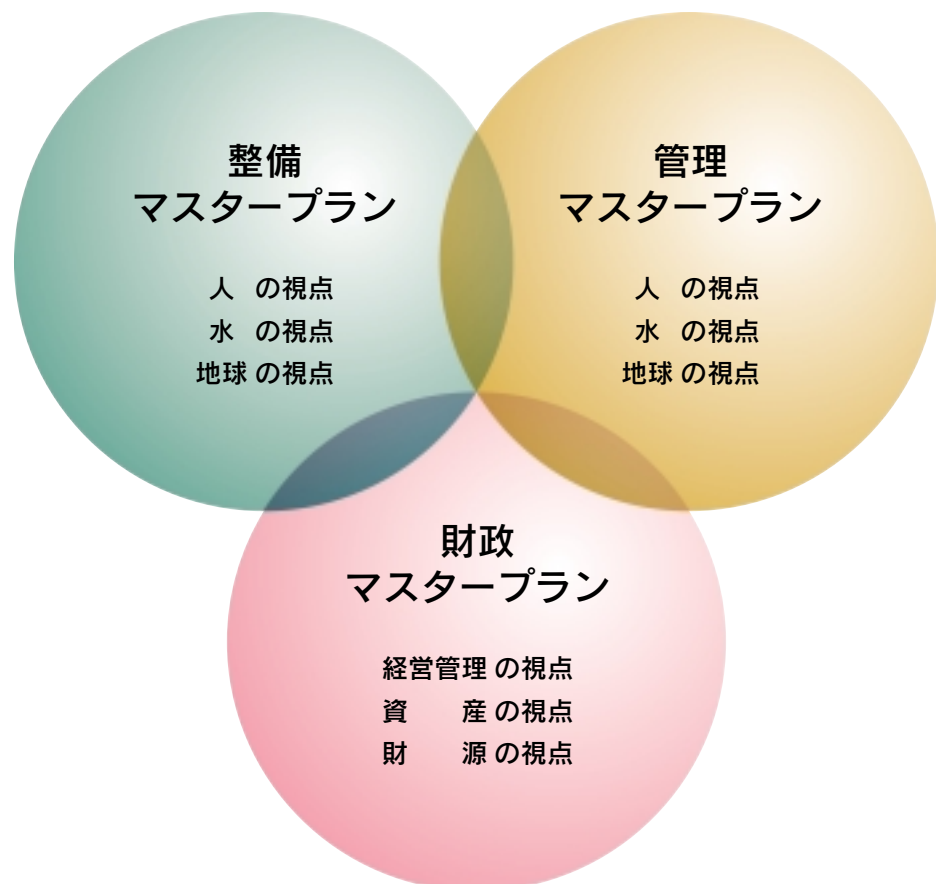 整備
マスタープラン
人 の視点
水 の視点
地球 の視点
管理
マスタープラン
人 の視点
水 の視点
地球 の視点
財政
マスタープラン
経営管理 の視点
資　産 の視点
財　源 の視点